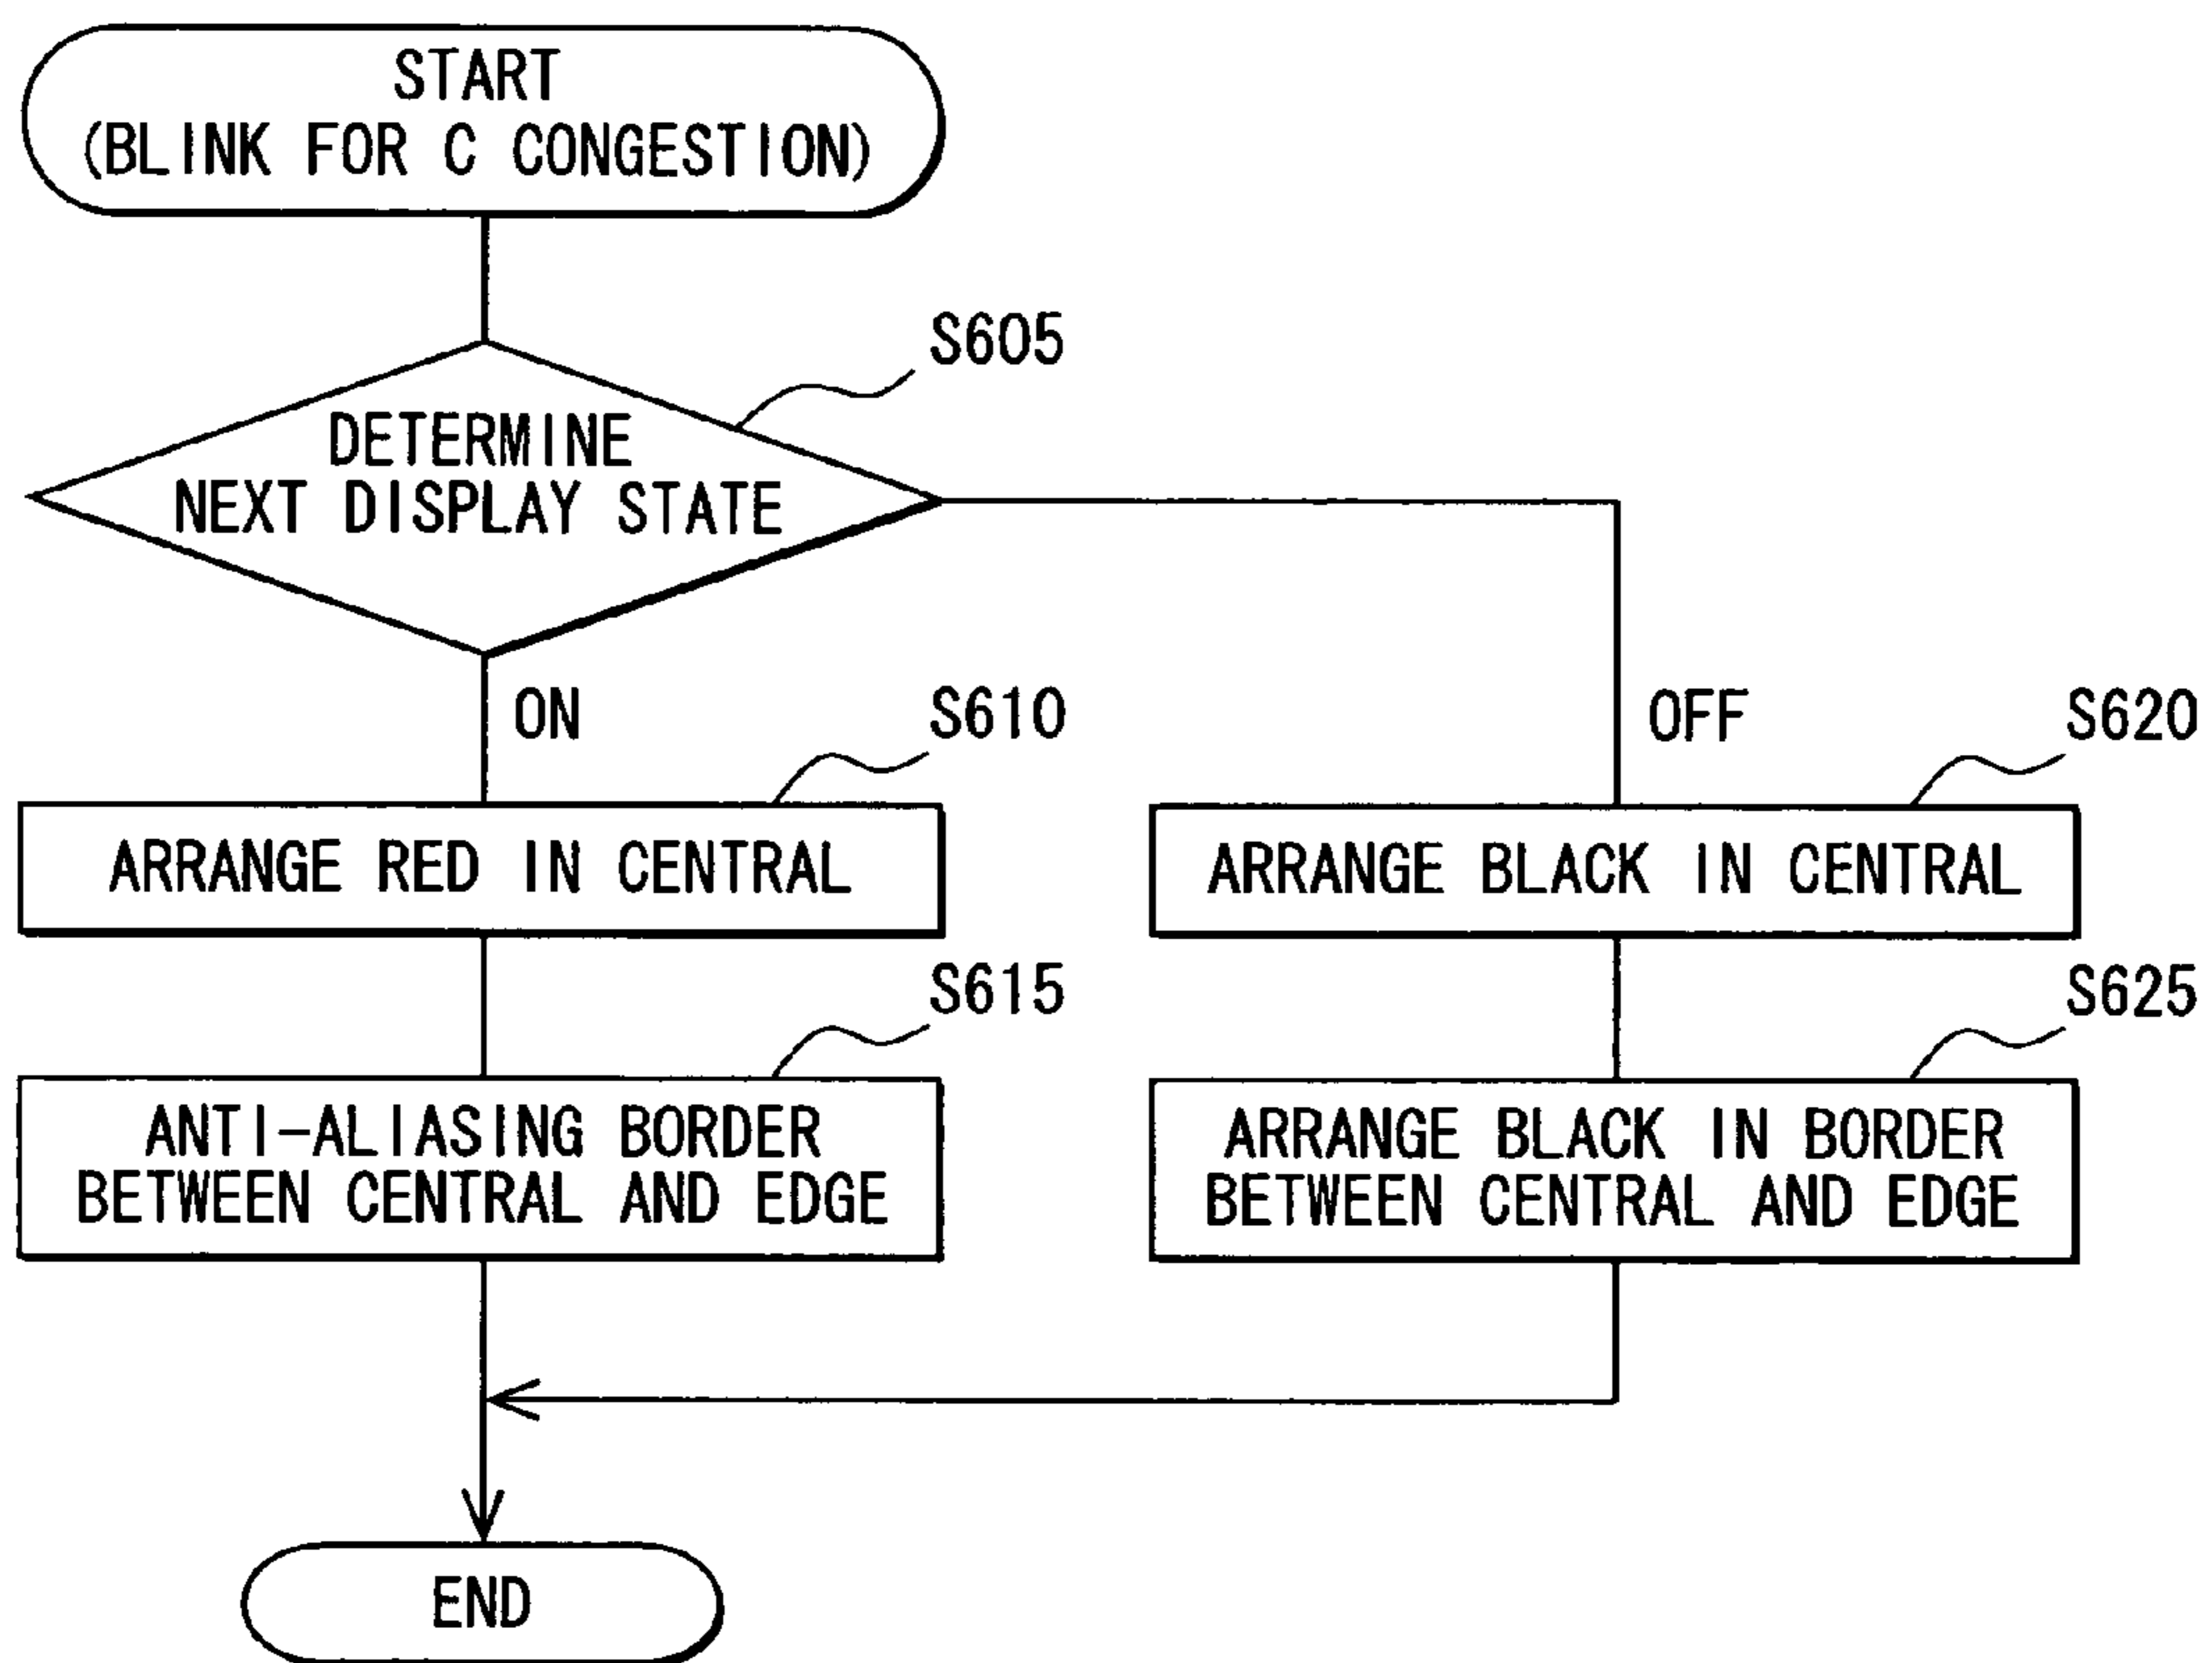 START
(BLINK FOR C CONGESTION)
S605
DETERMINE
NEXT DISPLAY STATE
ON
S610
OFF
S620
ARRANGE RED IN CENTRAL
ARRANGE BLACK IN CENTRAL
S615
S625
ANTI-ALIASING BORDER
BETWEEN CENTRAL AND EDGE
ARRANGE BLACK IN BORDER
BETWEEN CENTRAL AND EDGE
END